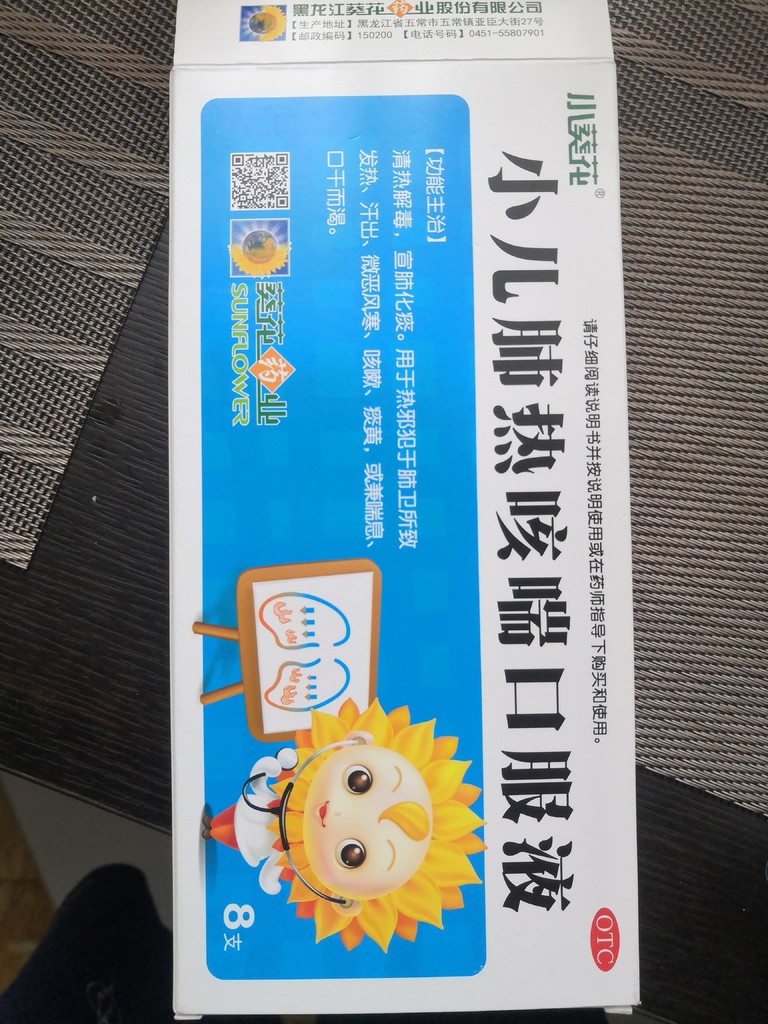 黑龙江葵花药业股份有限公司
【生产地址】黑龙江省五常市五常镇亚臣大街27号
【邮政编码】150200 【电话号码】0451-55807901
小葵花®
请仔细阅读说明书并按说明使用或在药师指导下购买和使用。
小儿肺热咳喘口服液
OTC
【功能主治】
清热解毒，宣肺化痰。用于热邪犯于肺卫所致
发热、汗出、微恶风寒、咳嗽、痰黄，或兼喘息、
口干而渴。
葵花药业
SUNFLOWER
8支